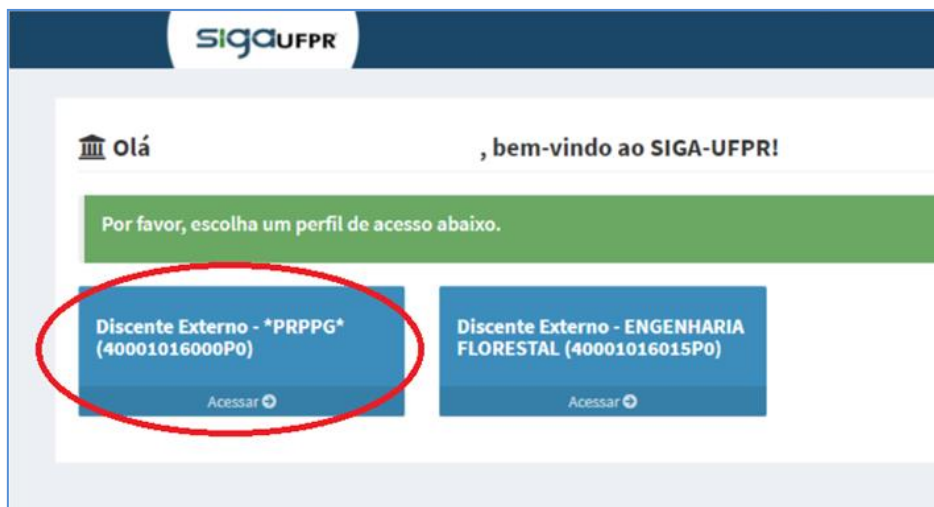 sigaUFPR
Olá , bem-vindo ao SIGA-UFPR!
Por favor, escolha um perfil de acesso abaixo.
Discente Externo - *PRPPG*
(40001016000P0)
Acessar
Discente Externo - ENGENHARIA
FLORESTAL (40001016015P0)
Acessar